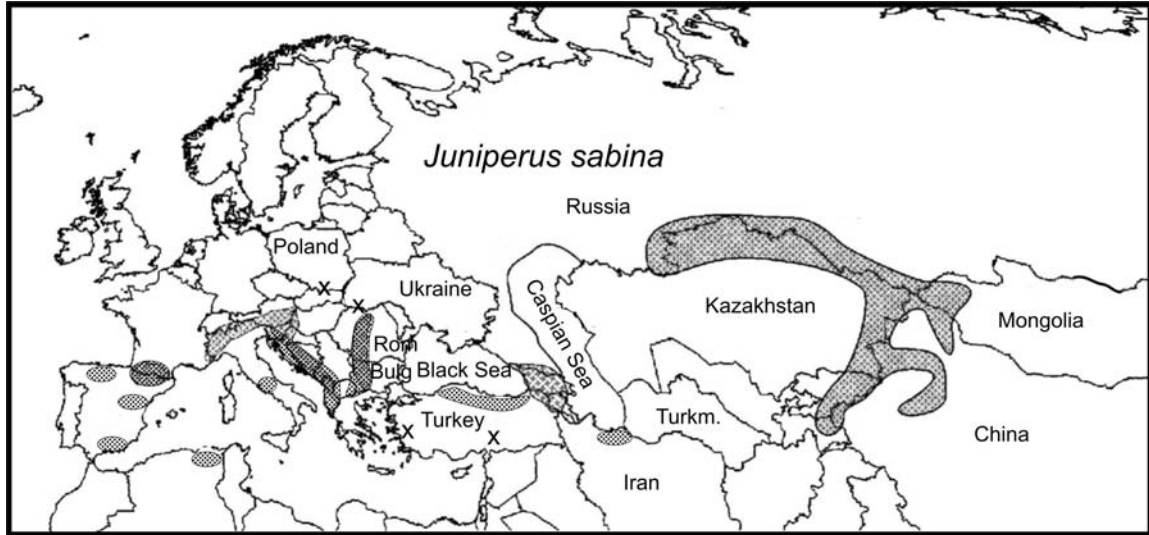 Juniperus sabina
Russia
Poland
Ukraine
X
X
Kazakhstan
Caspian Sea
Mongolia
Rom
Bulg
Black Sea
Turkey
Turkm.
X
X
China
Iran